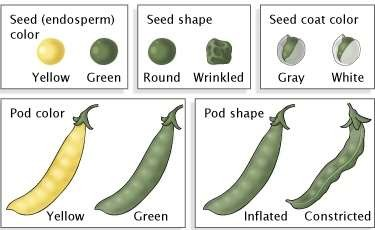 Seed (endosperm)
color
Yellow Green
Seed shape
Round Wrinkled
Seed coat color
Gray White
Pod color
Yellow Green
Pod shape
Inflated Constricted